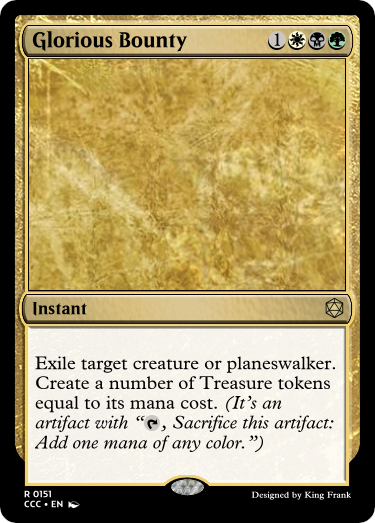 Glorious Bounty 1
Instant
Exile target creature or planeswalker.
Create a number of Treasure tokens
equal to its mana cost. (It's an
artifact with “, Sacrifice this artifact:
Add one mana of any color.”)
R 0151
CCC • EN
Designed by King Frank